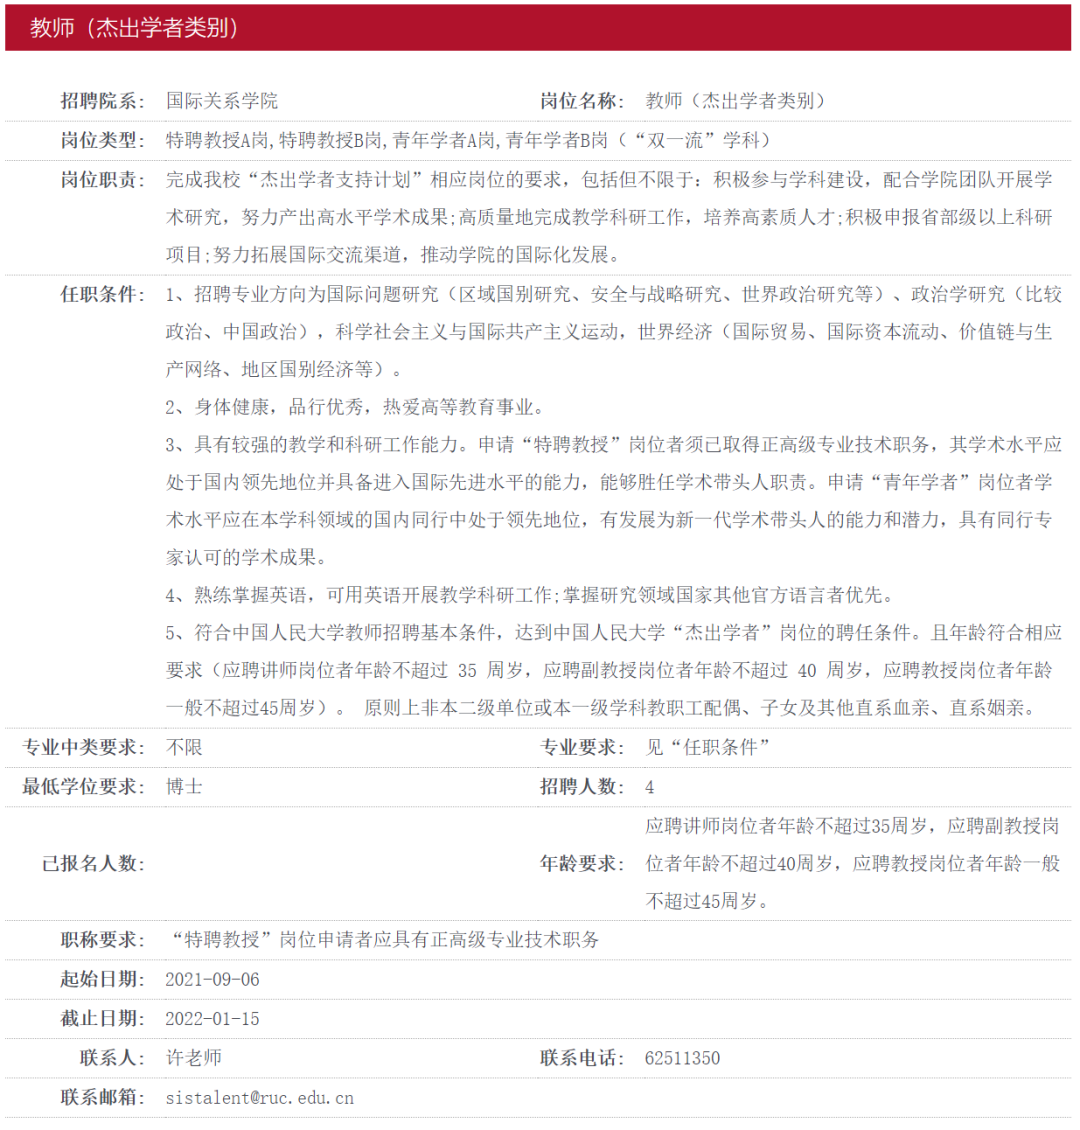 教师（杰出学者类别）
招聘院系： 国际关系学院 岗位名称： 教师（杰出学者类别）
岗位类型： 特聘教授A岗,特聘教授B岗,青年学者A岗,青年学者B岗（“双一流”学科）
岗位职责： 完成我校“杰出学者支持计划”相应岗位的要求，包括但不限于：积极参与学科建设，配合学院团队开展学
术研究，努力产出高水平学术成果;高质量地完成教学科研工作，培养高素质人才;积极申报省部级以上科研
项目;努力拓展国际交流渠道，推动学院的国际化发展。
任职条件： 1、招聘专业方向为国际问题研究（区域国别研究、安全与战略研究、世界政治研究等）、政治学研究（比较
政治、中国政治），科学社会主义与国际共产主义运动，世界经济（国际贸易、国际资本流动、价值链与生
产网络、地区国别经济等）。
2、身体健康，品行优秀，热爱高等教育事业。
3、具有较强的教学和科研工作能力。申请“特聘教授”岗位者须已取得正高级专业技术职务，其学术水平应
处于国内领先地位并具备进入国际先进水平的能力，能够胜任学术带头人职责。申请“青年学者”岗位者学
术水平应在本学科领域的国内同行中处于领先地位，有发展为新一代学术带头人的能力和潜力，具有同行专
家认可的学术成果。
4、熟练掌握英语，可用英语开展教学科研工作;掌握研究领域国家其他官方语言者优先。
5、符合中国人民大学教师招聘基本条件，达到中国人民大学“杰出学者”岗位的聘任条件。且年龄符合相应
要求（应聘讲师岗位者年龄不超过 35 周岁，应聘副教授岗位者年龄不超过 40 周岁，应聘教授岗位者年龄
一般不超过45周岁）。 原则上非本二级单位或本一级学科教职工配偶、子女及其他直系血亲、直系姻亲。
专业中类要求： 不限 专业要求： 见“任职条件”
最低学位要求： 博士 招聘人数： 4
应聘讲师岗位者年龄不超过35周岁，应聘副教授岗
已报名人数： 年龄要求： 位者年龄不超过40周岁，应聘教授岗位者年龄一般
不超过45周岁。
职称要求： “特聘教授”岗位申请者应具有正高级专业技术职务
起始日期： 2021-09-06
截止日期： 2022-01-15
联系人： 许老师 联系电话： 62511350
联系邮箱： sistalent@ruc.edu.cn